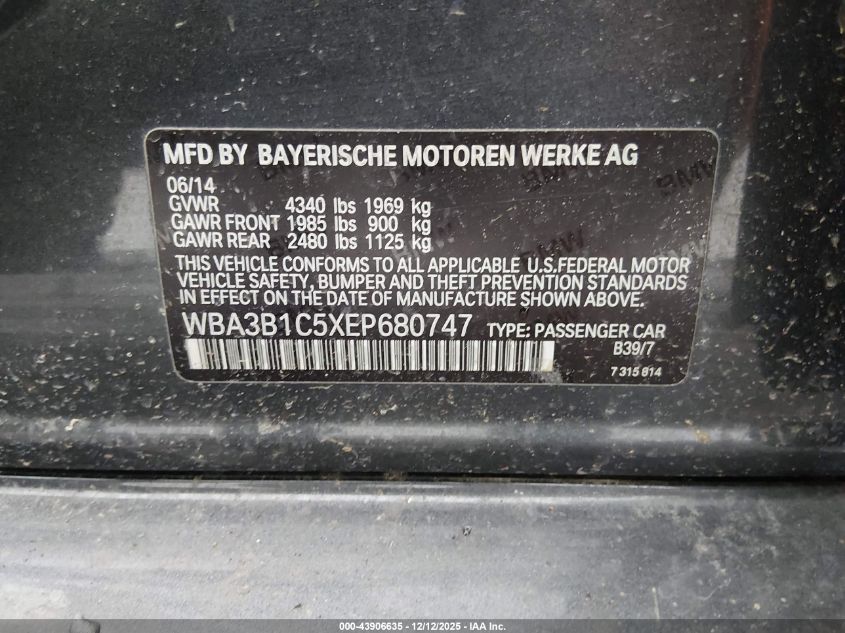 MFD BY BAYERISCHE MOTOREN WERKE AG
06/14
GVWR 4340 lbs 1969 kg
GAWR FRONT 1985 lbs 900 kg
GAWR REAR 2480 lbs 1125 kg
THIS VEHICLE CONFORMS TO ALL APPLICABLE U.S.FEDERAL MOTOR
VEHICLE SAFETY, BUMPER AND THEFT PREVENTION STANDARDS
IN EFFECT ON THE DATE OF MANUFACTURE SHOWN ABOVE.
WBA3B1C5XEP680747 TYPE: PASSENGER CAR
B39/7
7 315 814
000-43906635 - 12/12/2025 - IAA Inc.